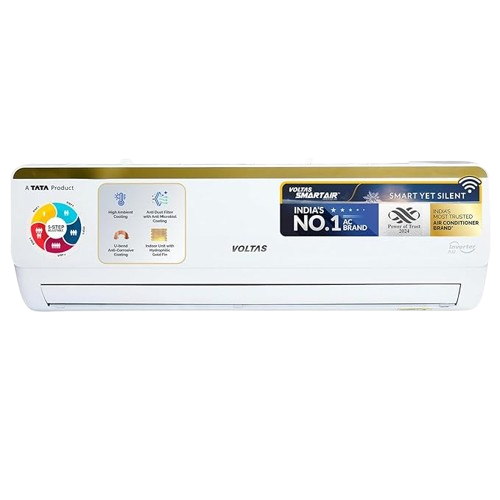 A TATA Product
5-STEP
High Ambient
Cooling
Anti Dust Filter
with Anti Microbial
Coating
U-bend
Anti-Corrosive
Coating
Indoor Unit with
Hydrophilic
Gold Fin
VOLTAS
VOLTAS
SMARTAIR
SMART YET SILENT
INDIA'S
NO.1
AC
BRAND
Power of Trust
2024
INDIA'S
MOST TRUSTED
AIR CONDITIONER
BRAND*
Inverter